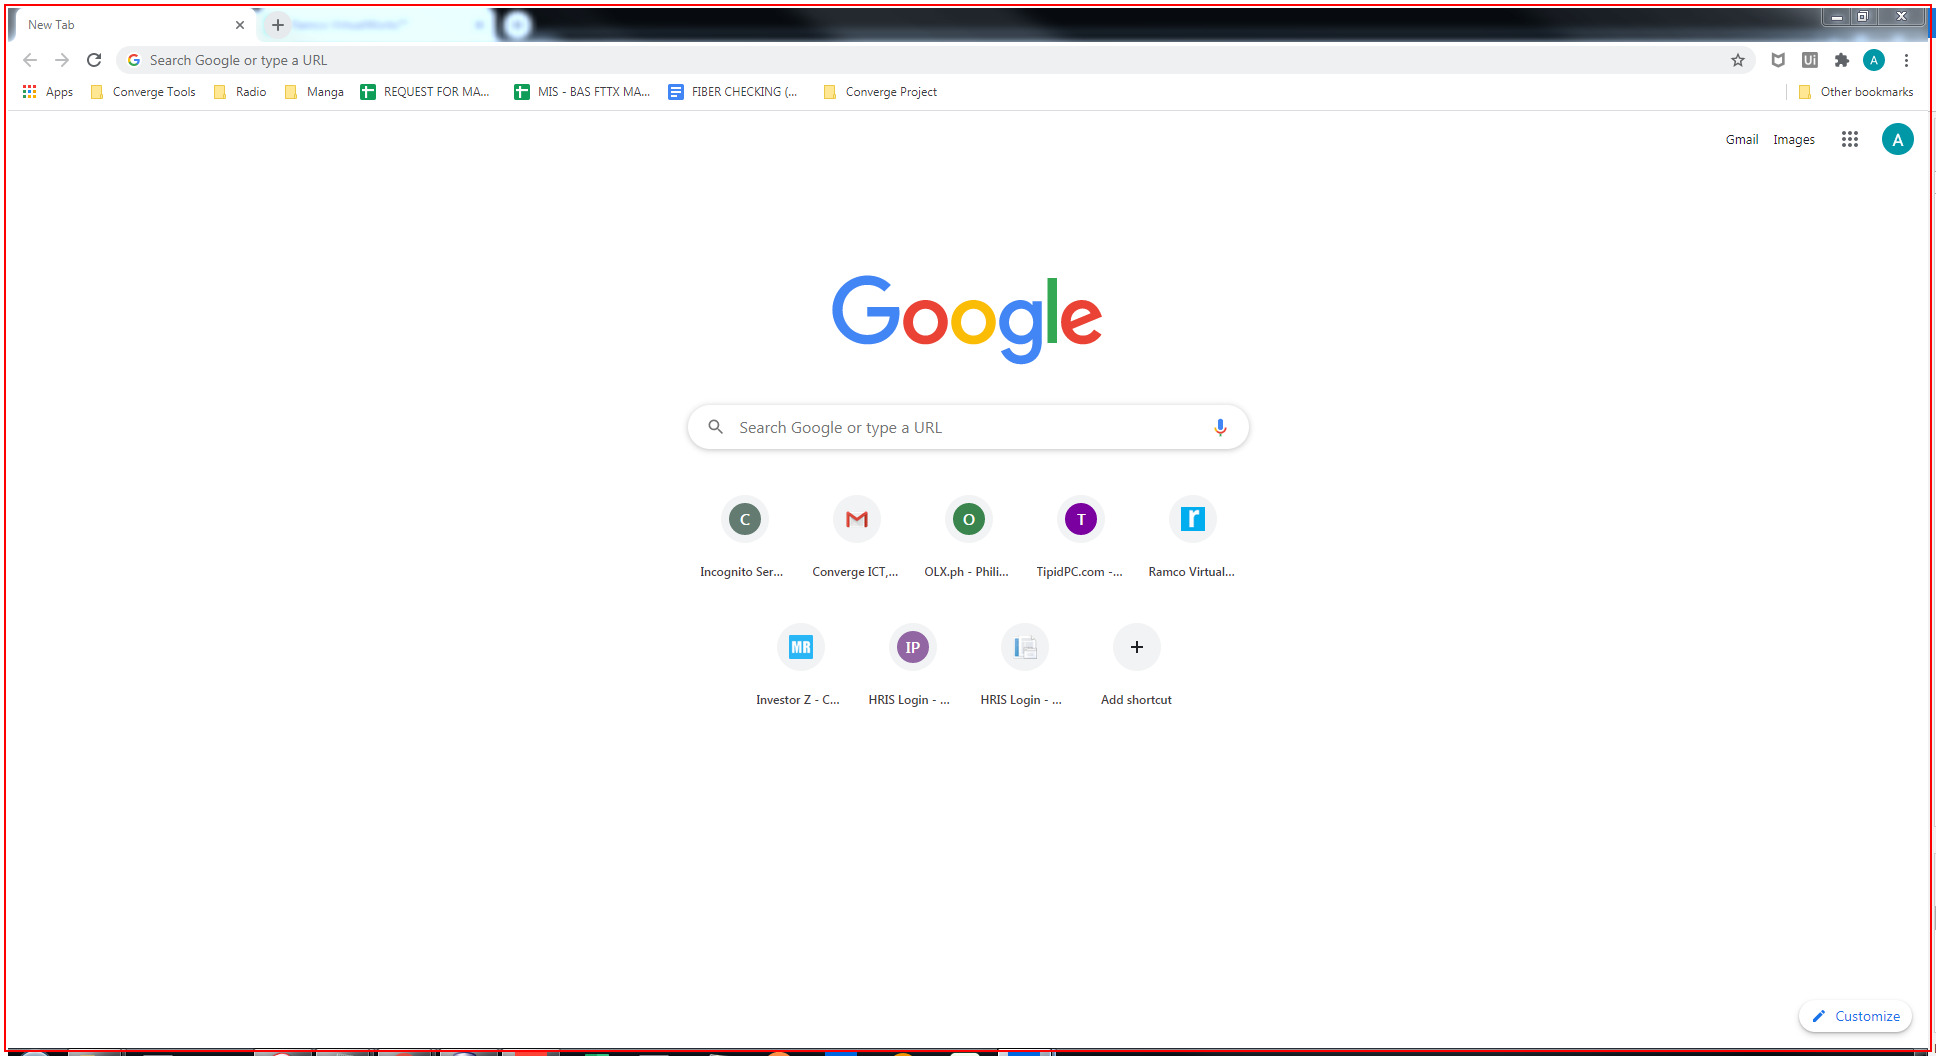 New Tab
Search Google or type a URL
Apps Converge Tools Radio Manga REQUEST FOR MA... MIS - BAS FTTX MA... FIBER CHECKING (... Converge Project Other bookmarks
Gmail Images A
Google
Search Google or type a URL
C O T r
Incognito Ser... Converge ICT,... OLX.ph - Phili... TipidPC.com -... Ramco Virtual...
MR IP
Investor Z - C... HRIS Login - ... HRIS Login - ... Add shortcut
Customize